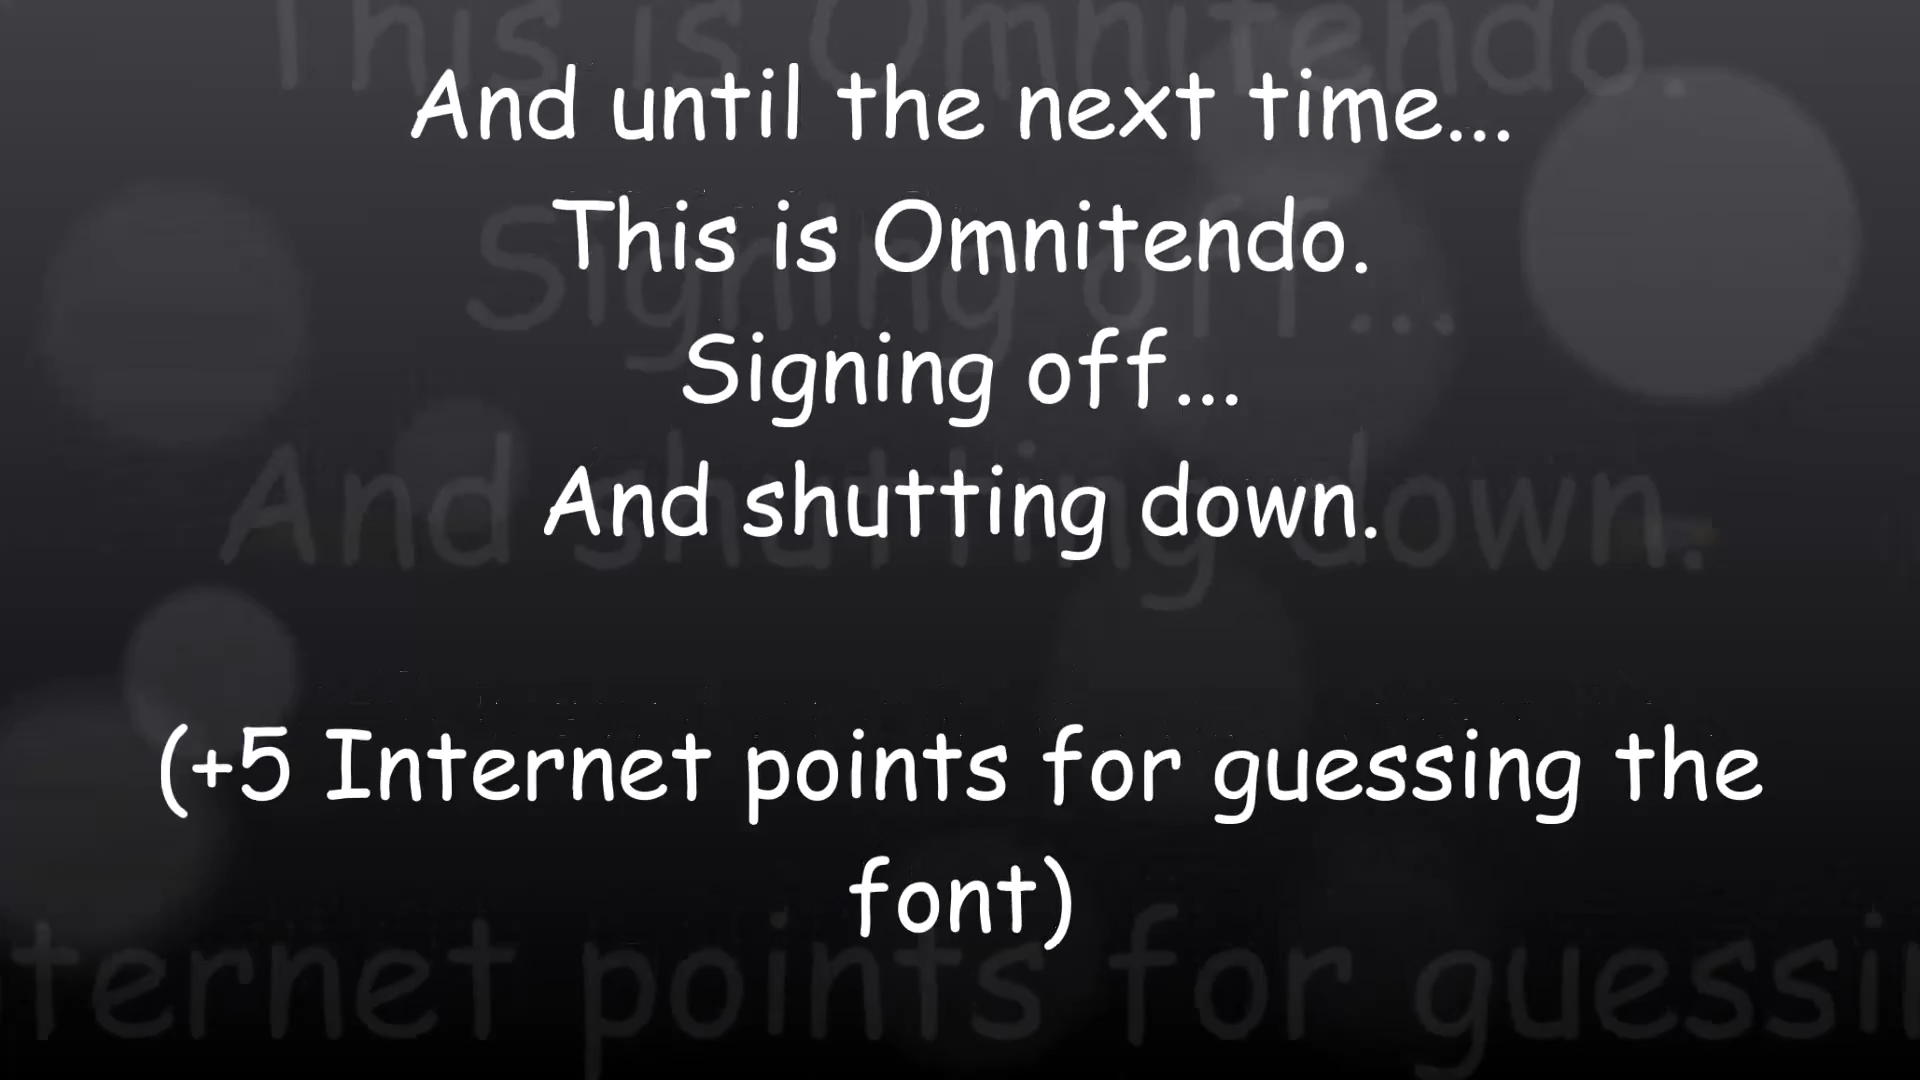 And until the next time...
This is Omnitendo.
Signing off...
And shutting down.
(+5 Internet points for guessing the
font)